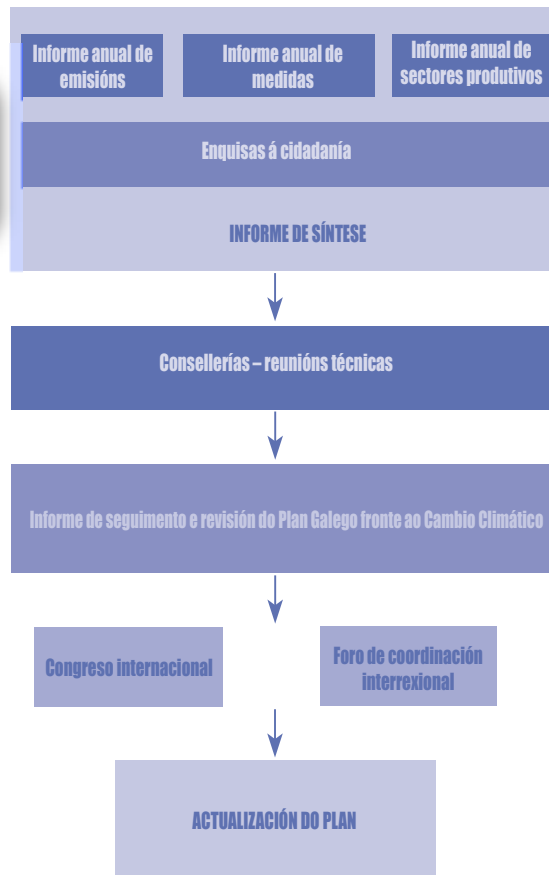 Informe anual de
emisións
Informe anual de
medidas
Informe anual de
sectores produtivos
Enquisas á cidadanía
INFORME DE SÍNTESE
Consellerías – reunións técnicas
Informe de seguimento e revisión do Plan Galego fronte ao Cambio Climático
Congreso internacional
Foro de coordinación
interrexional
ACTUALIZACIÓN DO PLAN